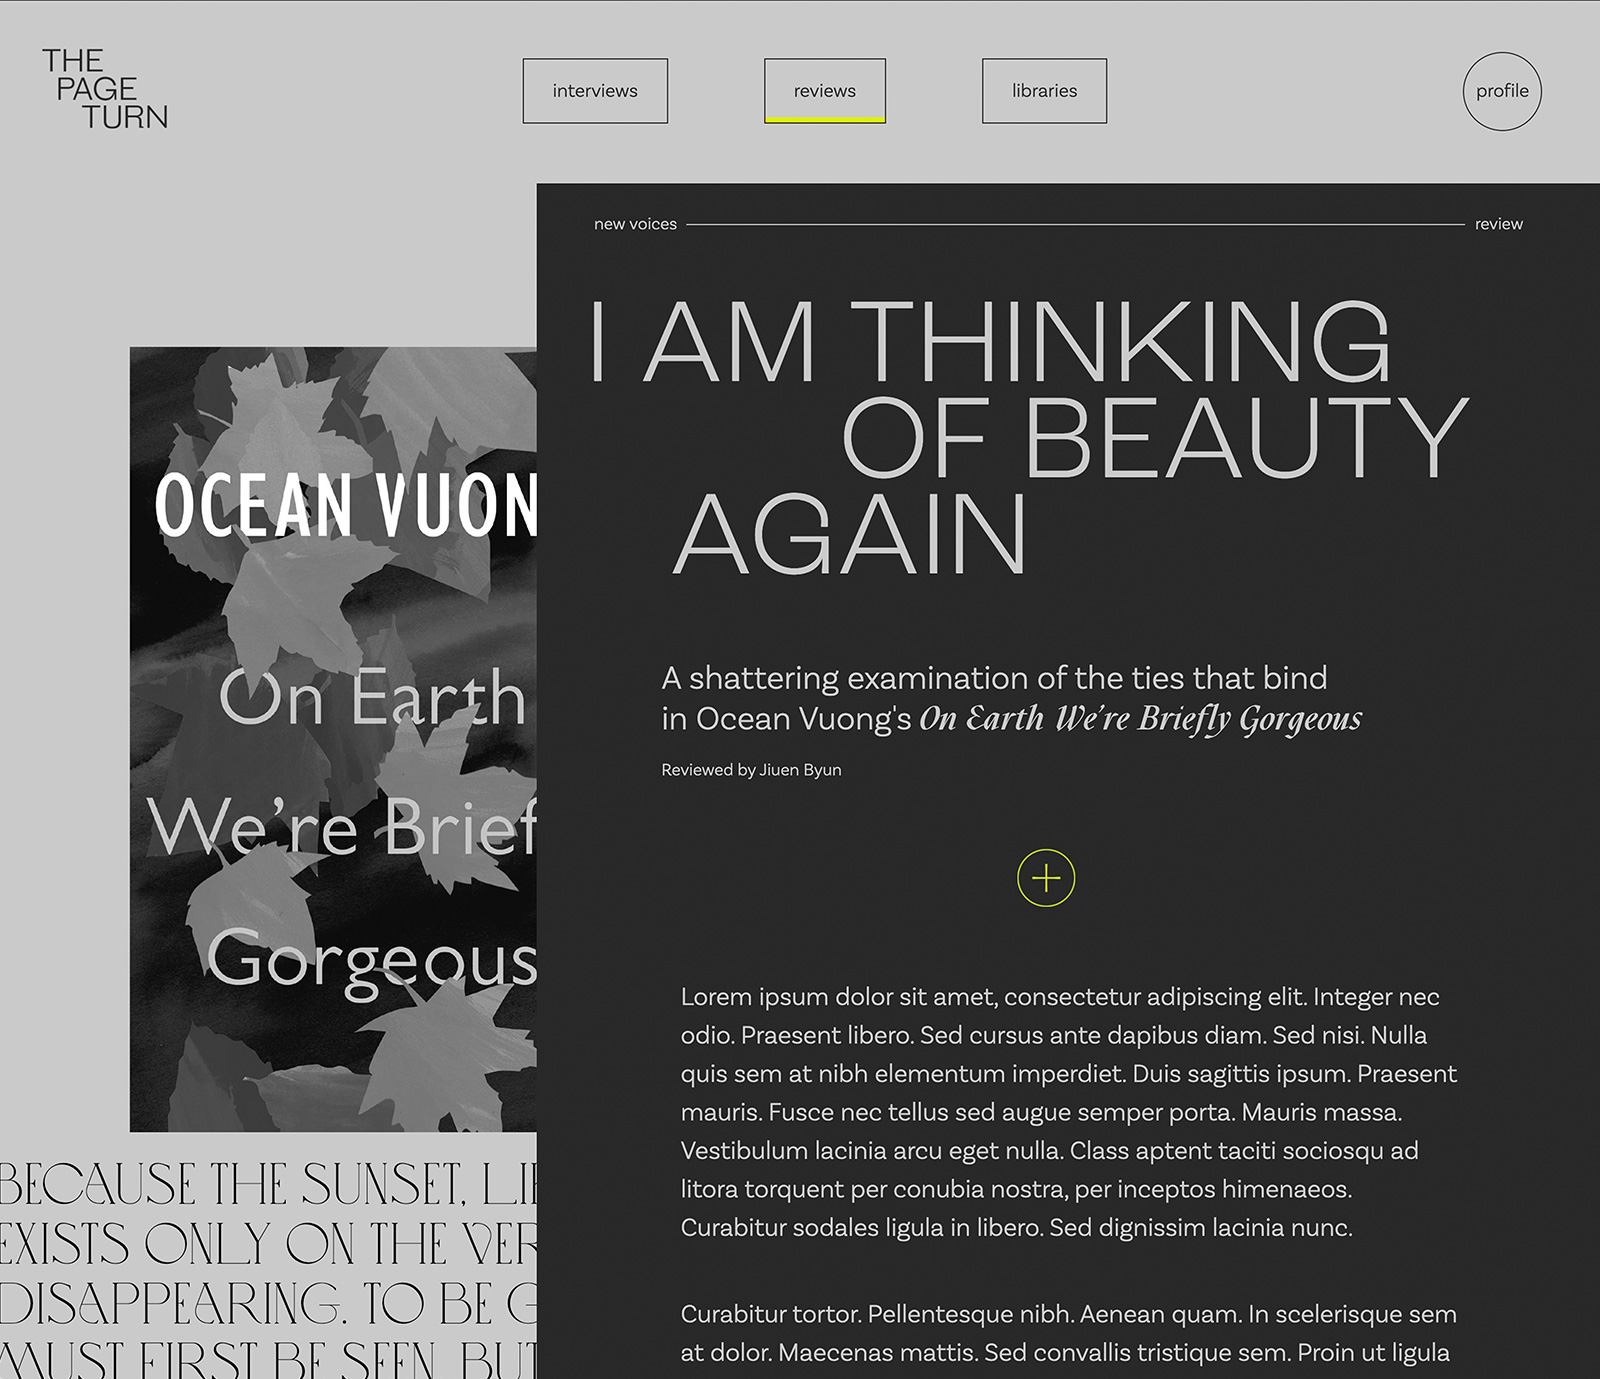 THE
PAGE
TURN
interviews
reviews
libraries
profile
new voices
review
I AM THINKING
OF BEAUTY
AGAIN
A shattering examination of the ties that bind
in Ocean Vuong's On Earth We’re Briefly Gorgeous
Reviewed by Jiuen Byun
Lorem ipsum dolor sit amet, consectetur adipiscing elit. Integer nec
odio. Praesent libero. Sed cursus ante dapibus diam. Sed nisi. Nulla
quis sem at nibh elementum imperdiet. Duis sagittis ipsum. Praesent
mauris. Fusce nec tellus sed augue semper porta. Mauris massa.
Vestibulum lacinia arcu eget nulla. Class aptent taciti sociosqu ad
litora torquent per conubia nostra, per inceptos himenaeos.
Curabitur sodales ligula in libero. Sed dignissim lacinia nunc.
Curabitur tortor. Pellentesque nibh. Aenean quam. In scelerisque sem
at dolor. Maecenas mattis. Sed convallis tristique sem. Proin ut ligula
OCEAN VUON
On Earth
We’re Brief
Gorgeous
BECAUSE THE SUNSET,
EXISTS ONLY ON THE VER
DISAPPEARING. TO BE G
MUST FIRST BE SEEN, BUT